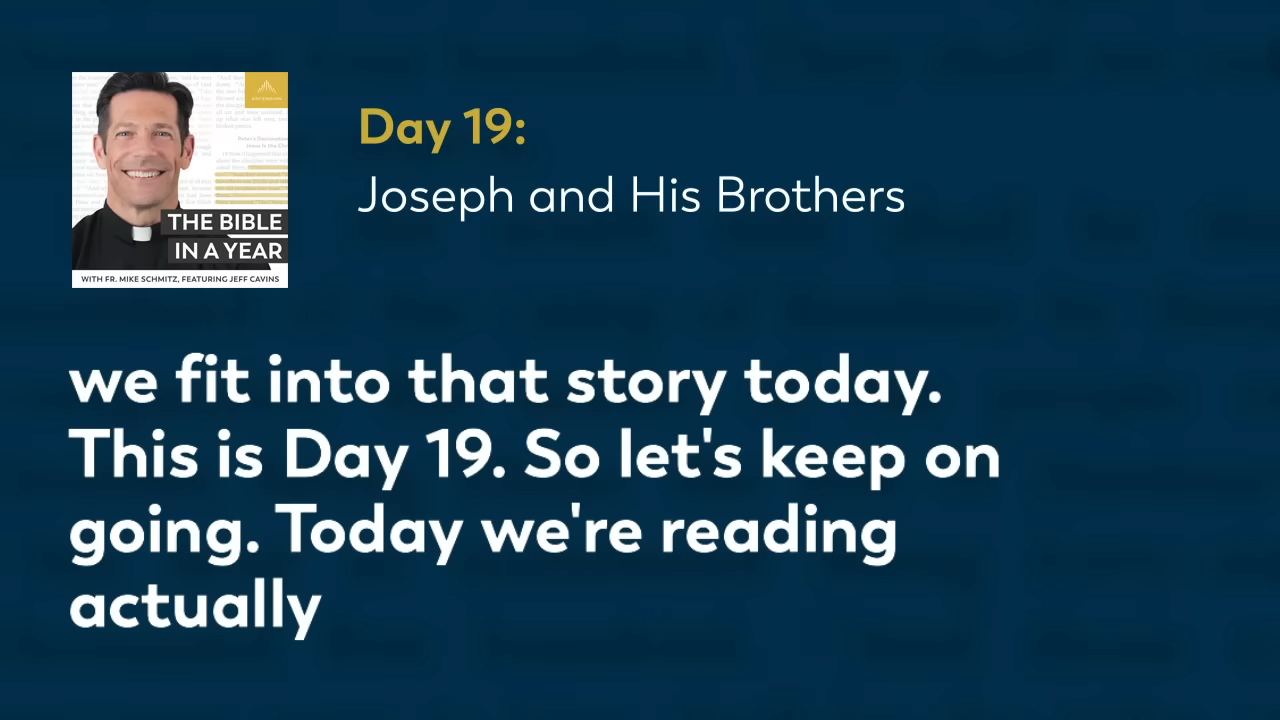 Day 19:
Joseph and His Brothers
THE BIBLE
IN A YEAR
WITH FR. MIKE SCHMITZ, FEATURING JEFF CAVINS
we fit into that story today.
This is Day 19. So let's keep on
going. Today we're reading
actually